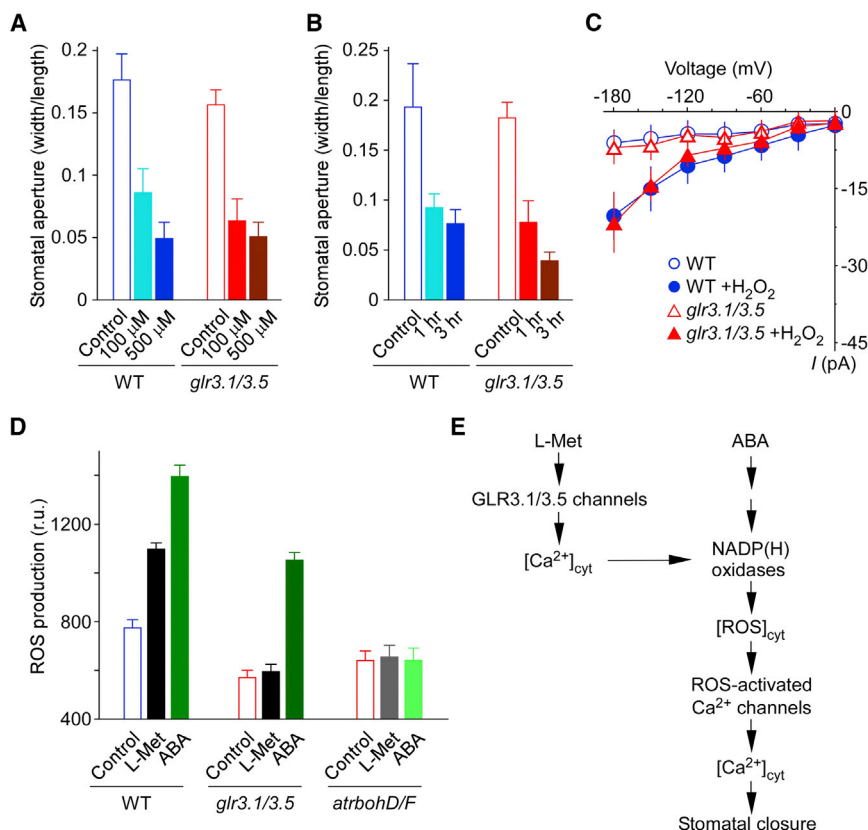 A
Stomatal aperture (width/length)
0.2
0.15
0.1
0.05
0
Control
100 µM
500 µM
Control
100 µM
500 µM
WT
glr3.1/3.5
B
Stomatal aperture (width/length)
0.25
0.2
0.15
0.1
0.05
0
Control
1 hr
3 hr
Control
1 hr
3 hr
WT
glr3.1/3.5
C
Voltage (mV)
-180
-120
-60
0
-15
-30
-45
I (pA)
WT
WT +H2O2
glr3.1/3.5
glr3.1/3.5 +H2O2
D
ROS production (r.u.)
1200
800
600
400
Control
L-Met
ABA
Control
L-Met
ABA
Control
L-Met
ABA
WT
glr3.1/3.5
atrbohD/F
E
L-Met
ABA
GLR3.1/3.5 channels
[Ca2+]cyt
NADP(H)
oxidases
[ROS]cyt
ROS-activated
Ca2+ channels
[Ca2+]cyt
Stomatal closure